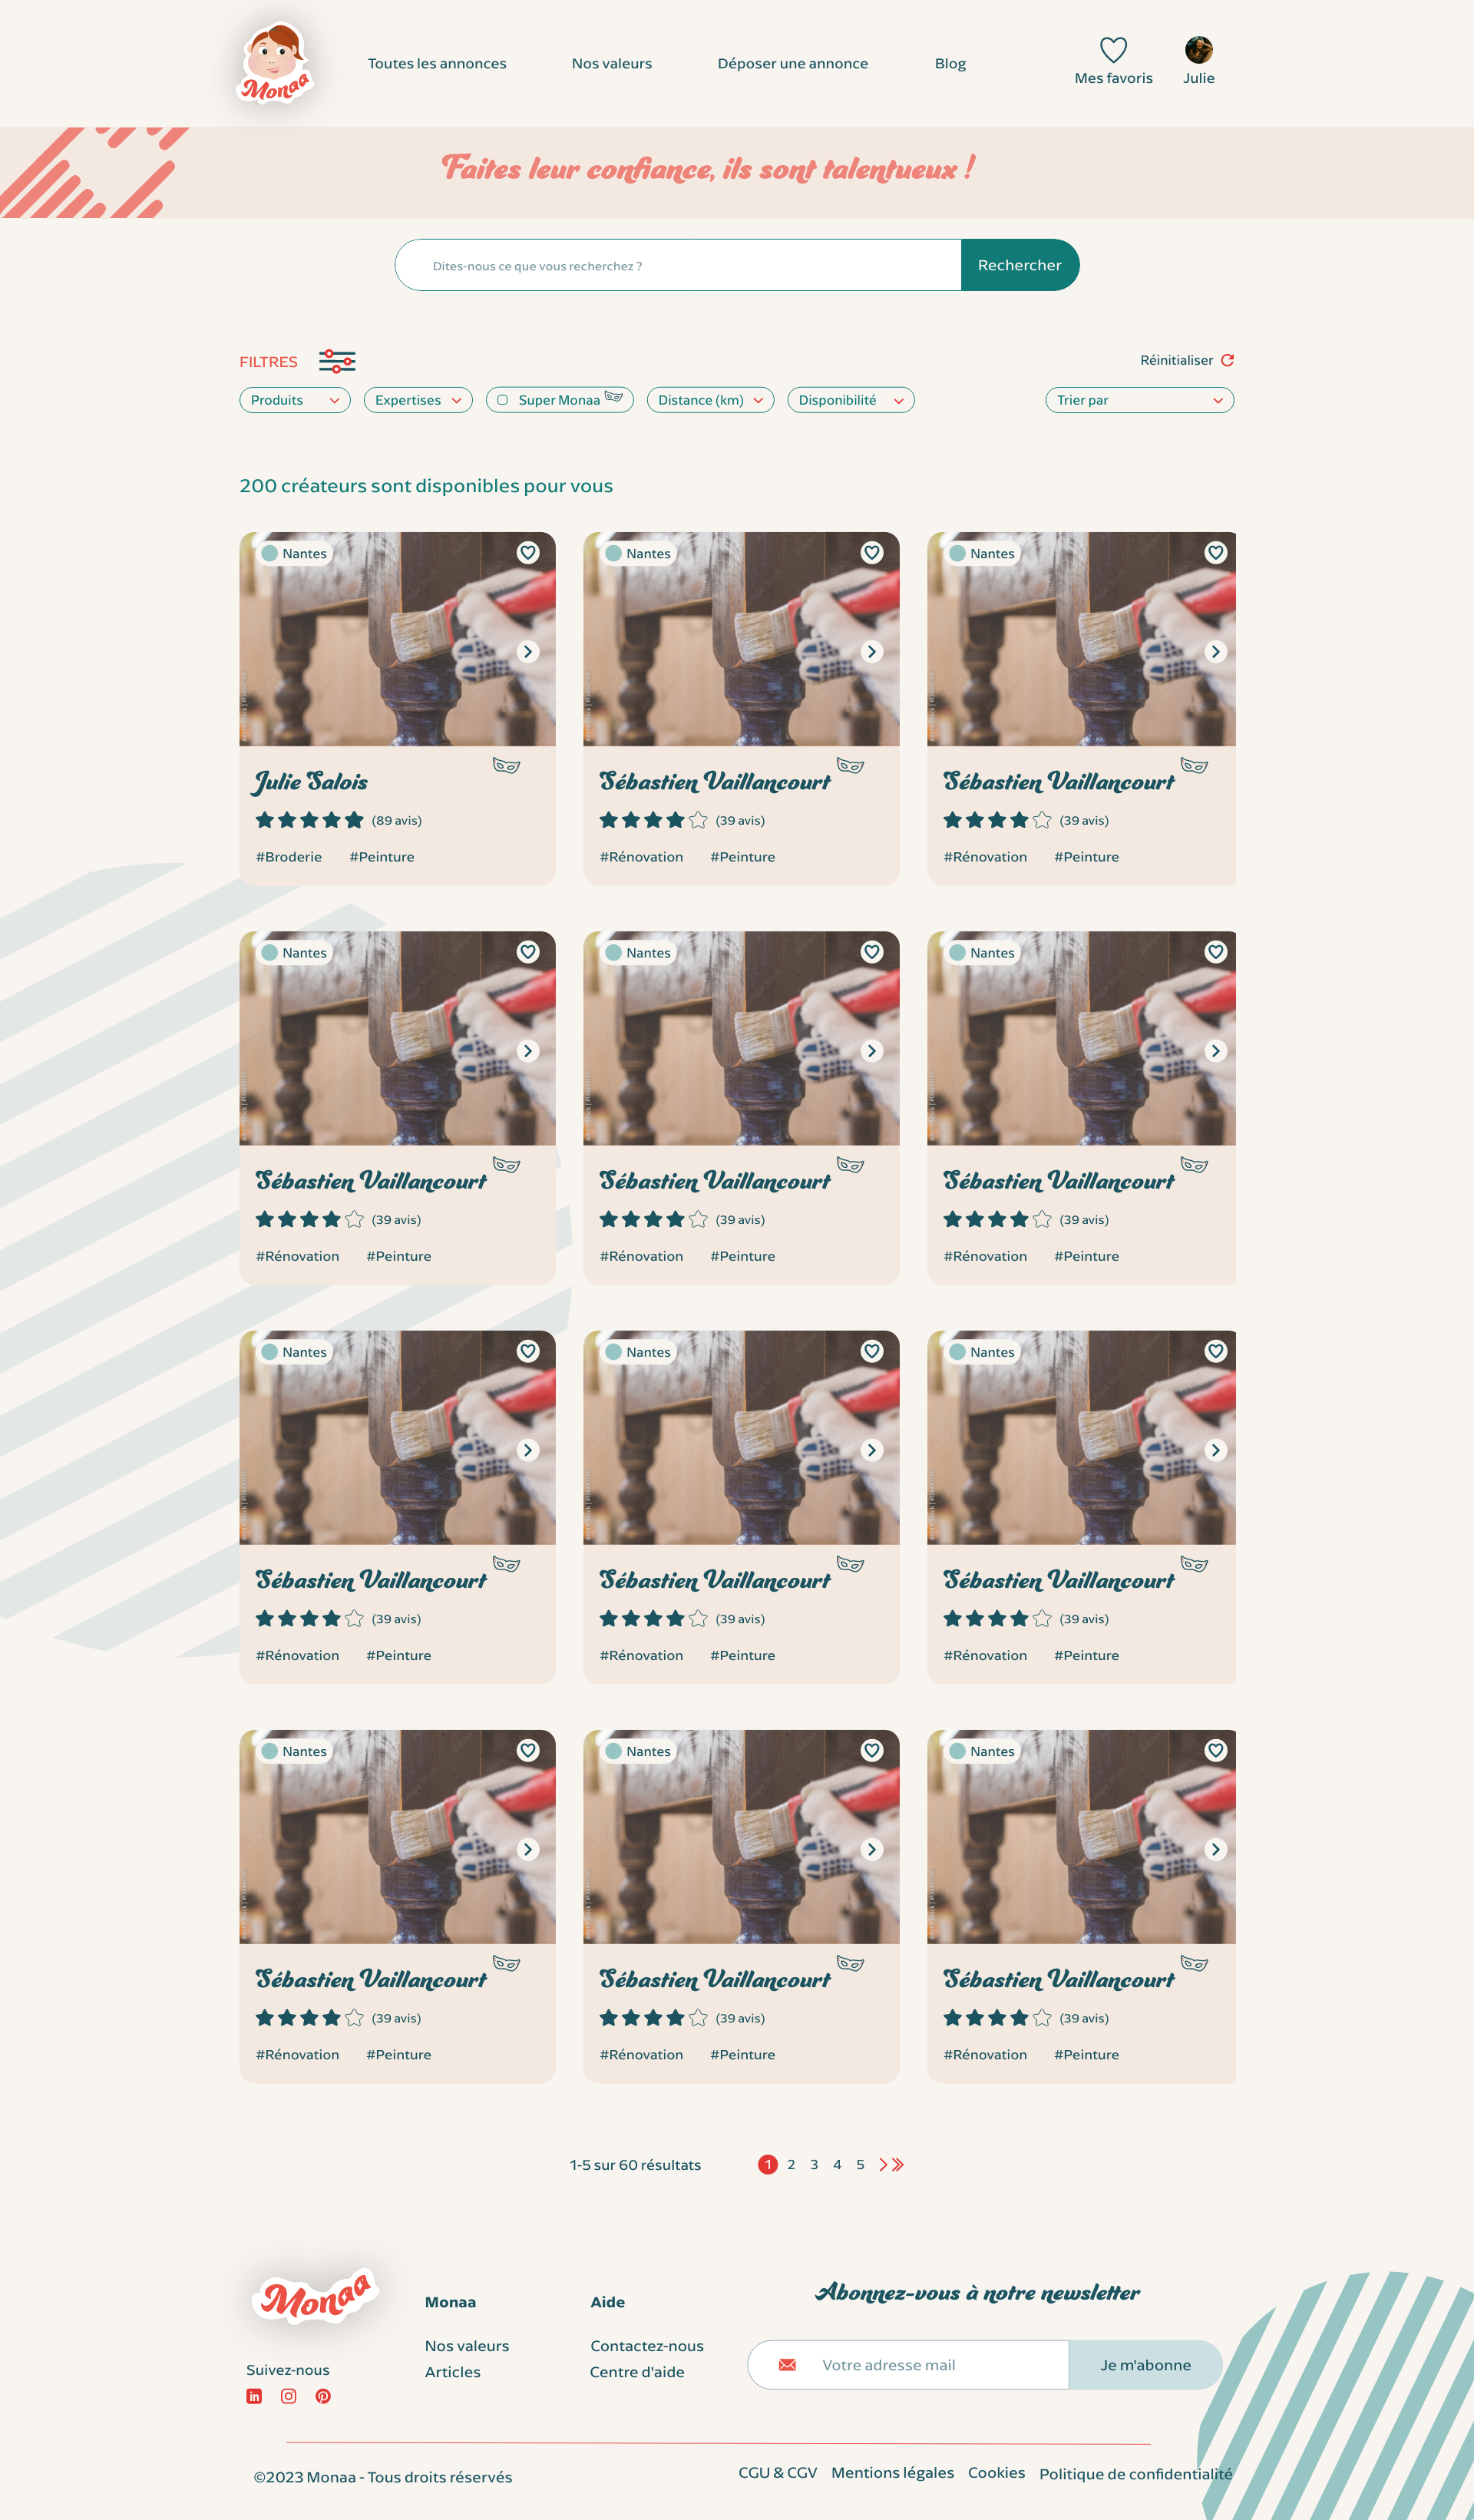 Monaa
Toutes les annonces
Nos valeurs
Déposer une annonce
Blog
Mes favoris
Julie
Faites leur confiance, ils sont talentueux !
Dites-nous ce que vous recherchez ?
Rechercher
FILTRES
Réinitialiser
Produits
Expertises
Super Monaa
Distance (km)
Disponibilité
Trier par
200 créateurs sont disponibles pour vous
Nantes
Nantes
Nantes
Julie Salois
Sébastien Vaillancourt
Sébastien Vaillancourt
(89 avis)
(39 avis)
(39 avis)
#Broderie #Peinture
#Rénovation #Peinture
#Rénovation #Peinture
Nantes
Nantes
Nantes
Sébastien Vaillancourt
Sébastien Vaillancourt
Sébastien Vaillancourt
(39 avis)
(39 avis)
(39 avis)
#Rénovation #Peinture
#Rénovation #Peinture
#Rénovation #Peinture
Nantes
Nantes
Nantes
Sébastien Vaillancourt
Sébastien Vaillancourt
Sébastien Vaillancourt
(39 avis)
(39 avis)
(39 avis)
#Rénovation #Peinture
#Rénovation #Peinture
#Rénovation #Peinture
Nantes
Nantes
Nantes
Sébastien Vaillancourt
Sébastien Vaillancourt
Sébastien Vaillancourt
(39 avis)
(39 avis)
(39 avis)
#Rénovation #Peinture
#Rénovation #Peinture
#Rénovation #Peinture
1-5 sur 60 résultats
1 2 3 4 5
Monaa
Suivez-nous
Monaa
Nos valeurs
Articles
Aide
Contactez-nous
Centre d'aide
Abonnez-vous à notre newsletter
Votre adresse mail
Je m'abonne
©2023 Monaa - Tous droits réservés
CGU & CGV
Mentions légales
Cookies
Politique de confidentialité